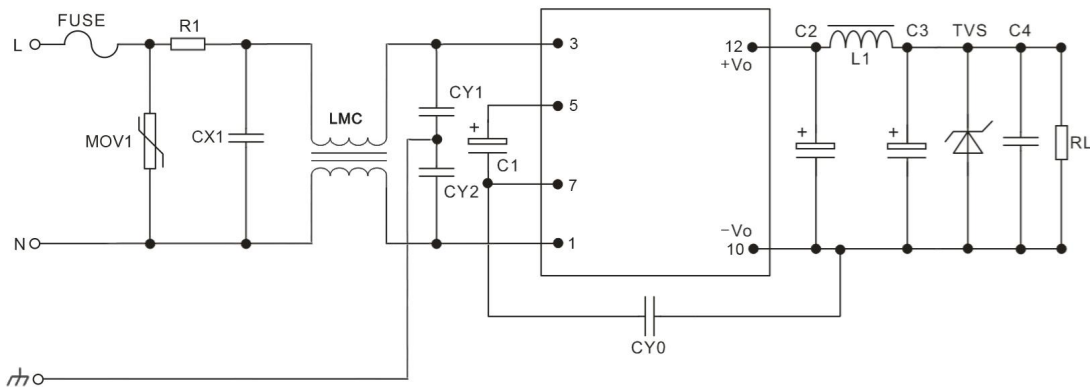 FUSE
L
R1
MOV1
CX1
LMC
CY1
CY2
+
C1
N
3
5
7
1
12
+Vo
−Vo
10
C2
L1
C3
TVS
C4
+
+
RL
CY0